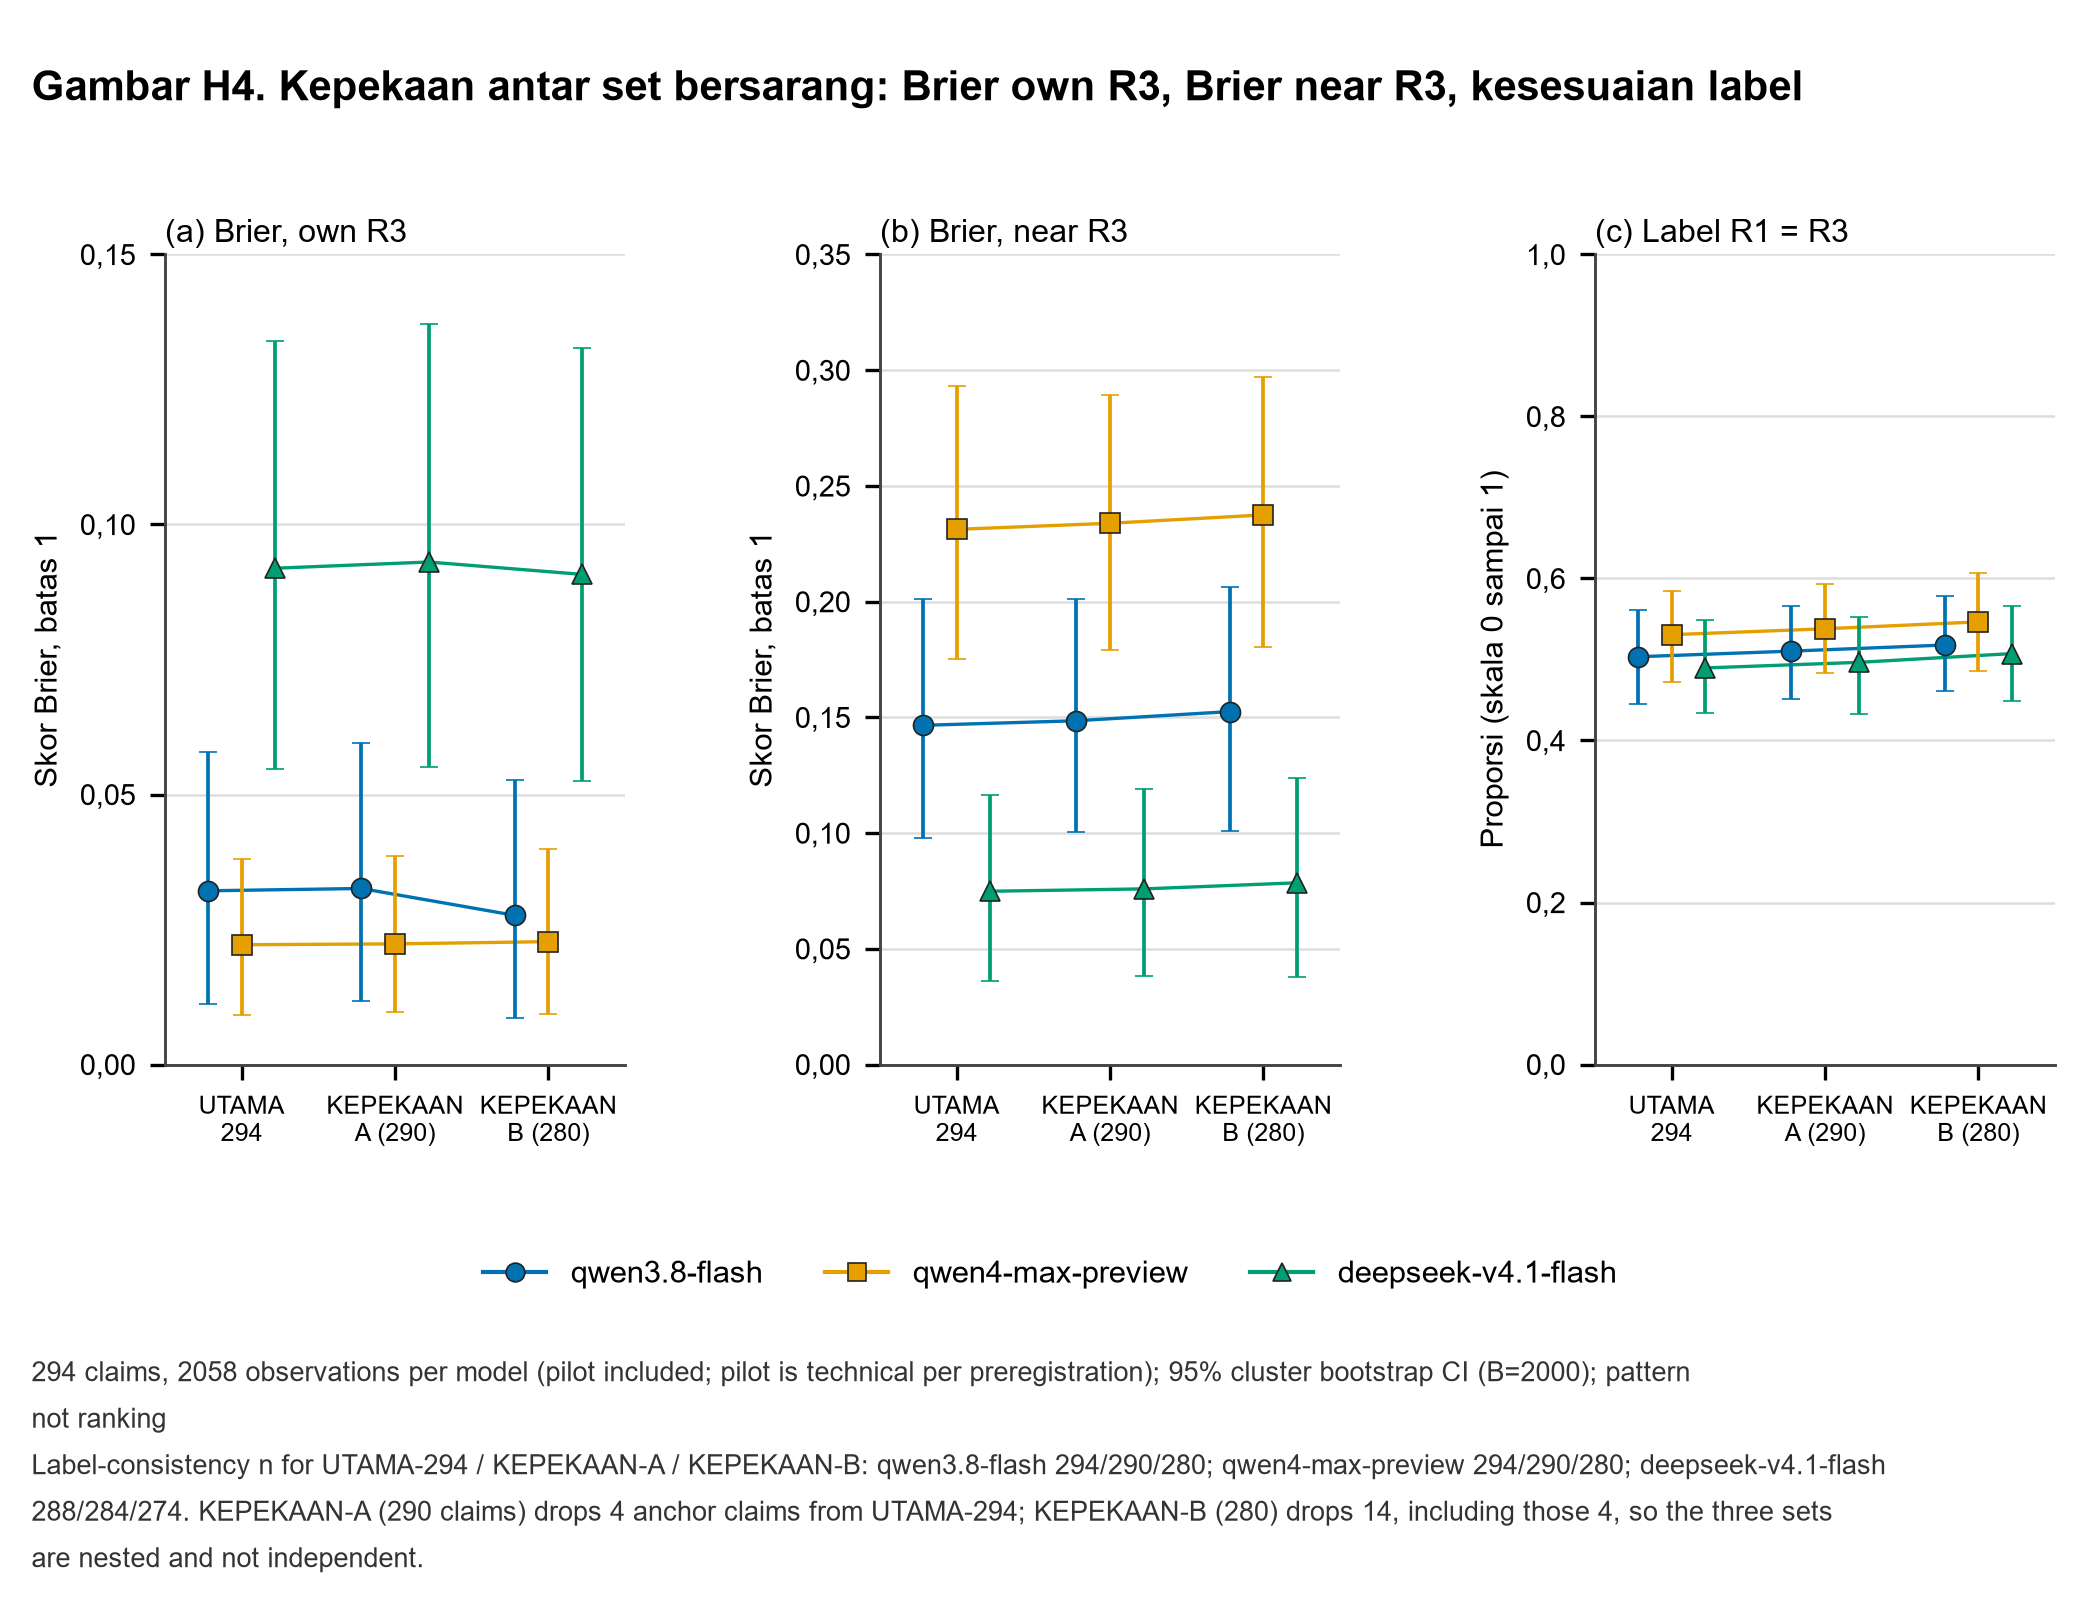 Gambar H4. Kepekaan antar set bersarang: Brier own R3, Brier near R3, kesesuaian label
(a) Brier, own R3
Skor Brier, batas 1
0,15
0,10
0,05
0,00
UTAMA
294
KEPEKAAN
A (290)
KEPEKAAN
B (280)
(b) Brier, near R3
Skor Brier, batas 1
0,35
0,30
0,25
0,20
0,15
0,10
0,05
0,00
UTAMA
294
KEPEKAAN
A (290)
KEPEKAAN
B (280)
(c) Label R1 = R3
Proporsi (skala 0 sampai 1)
1,0
0,8
0,6
0,4
0,2
0,0
UTAMA
294
KEPEKAAN
A (290)
KEPEKAAN
B (280)
qwen3.8-flash
qwen4-max-preview
deepseek-v4.1-flash
294 claims, 2058 observations per model (pilot included; pilot is technical per preregistration); 95% cluster bootstrap CI (B=2000); pattern
not ranking
Label-consistency n for UTAMA-294 / KEPEKAAN-A / KEPEKAAN-B: qwen3.8-flash 294/290/280; qwen4-max-preview 294/290/280; deepseek-v4.1-flash
288/284/274. KEPEKAAN-A (290 claims) drops 4 anchor claims from UTAMA-294; KEPEKAAN-B (280) drops 14, including those 4, so the three sets
are nested and not independent.